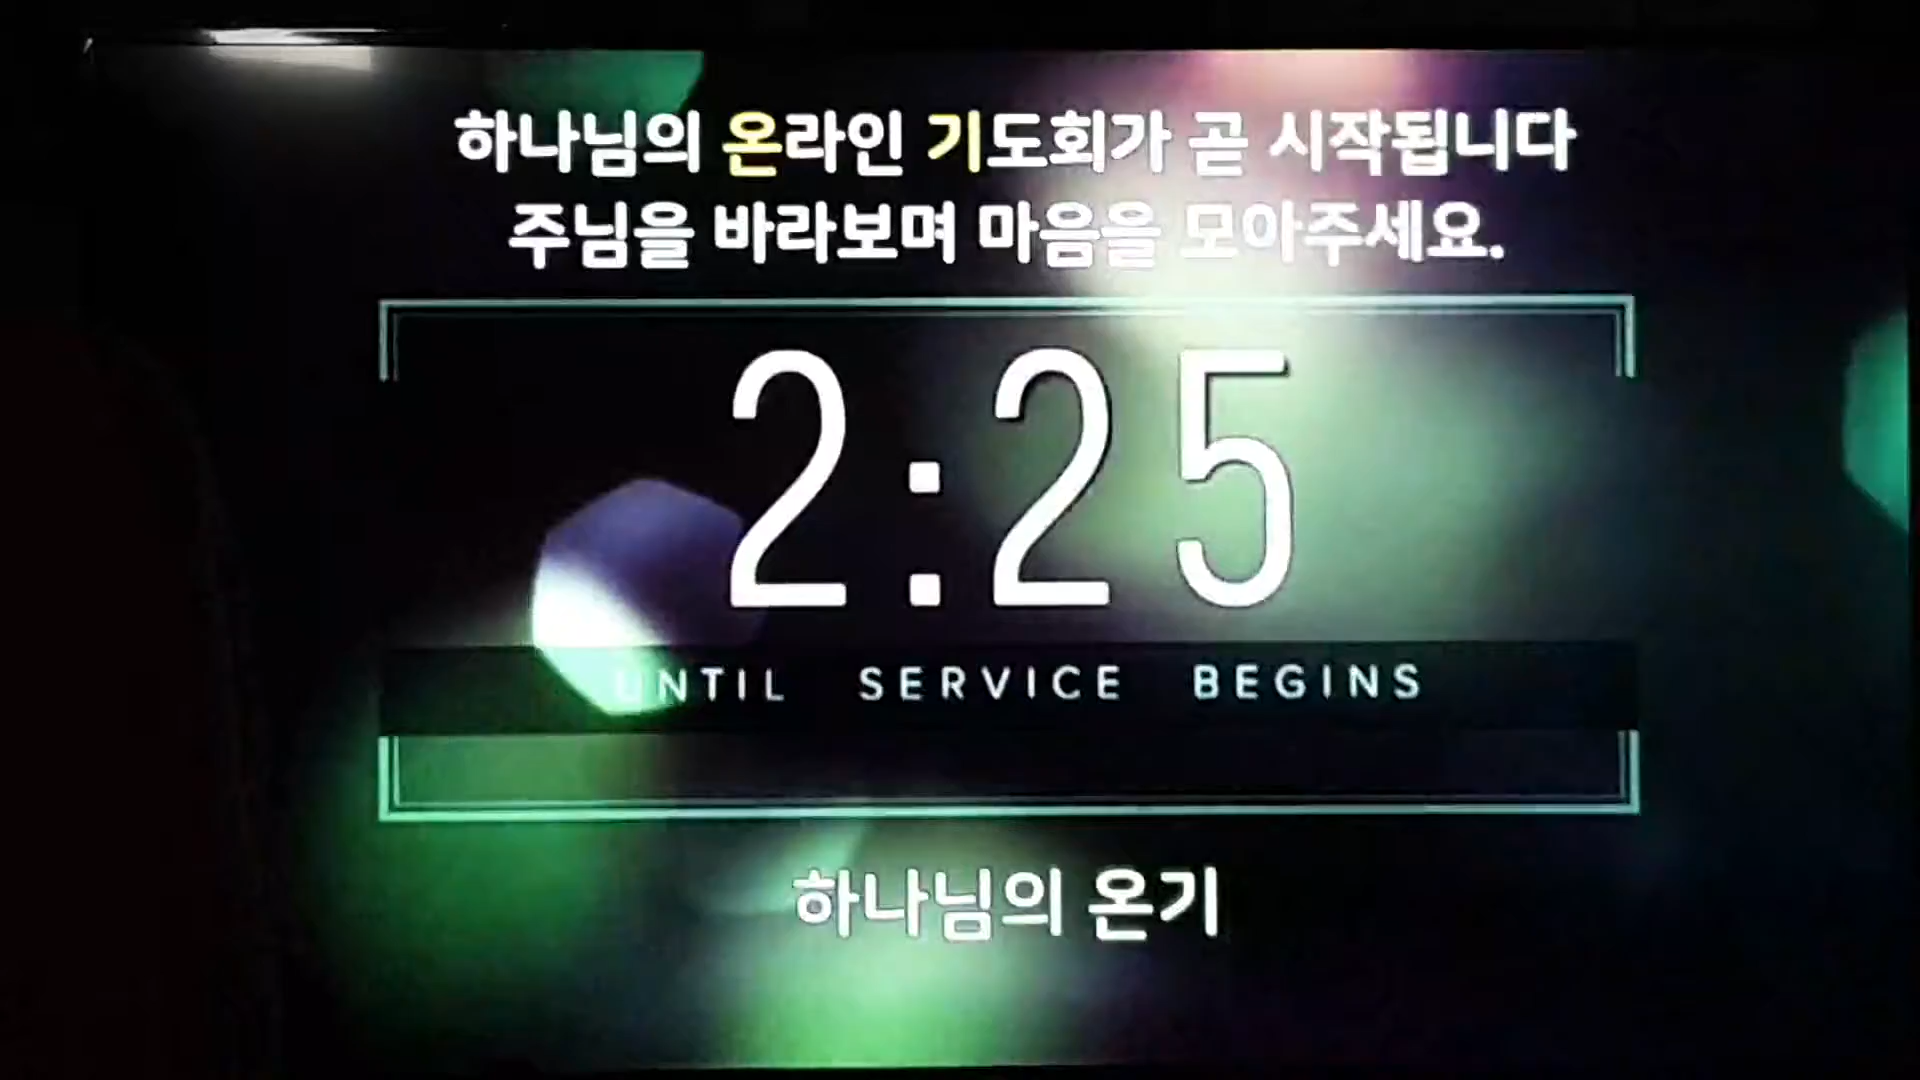 하나님의 온라인 기도회가 곧 시작됩니다
주님을 바라보며 마음을 모아주세요.
2:25
UNTIL SERVICE BEGINS
하나님의 온기